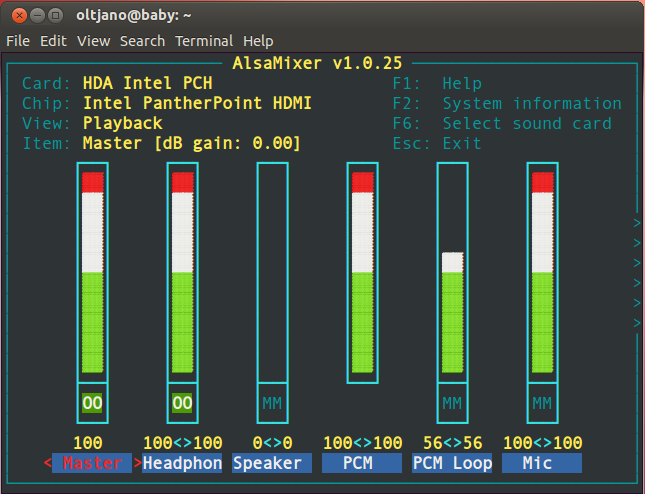 oltjano@baby: ~
File Edit View Search Terminal Help
AlsaMixer v1.0.25
Card: HDA Intel PCH F1: Help
Chip: Intel PantherPoint HDMI F2: System information
View: Playback F6: Select sound card
Item: Master [dB gain: 0.00] Esc: Exit
>
>
>
>
>
>
OO OO MM MM MM
100 100<>100 0<>0 100<>100 56<>56 100<>100
< Master >Headphon Speaker PCM PCM Loop Mic